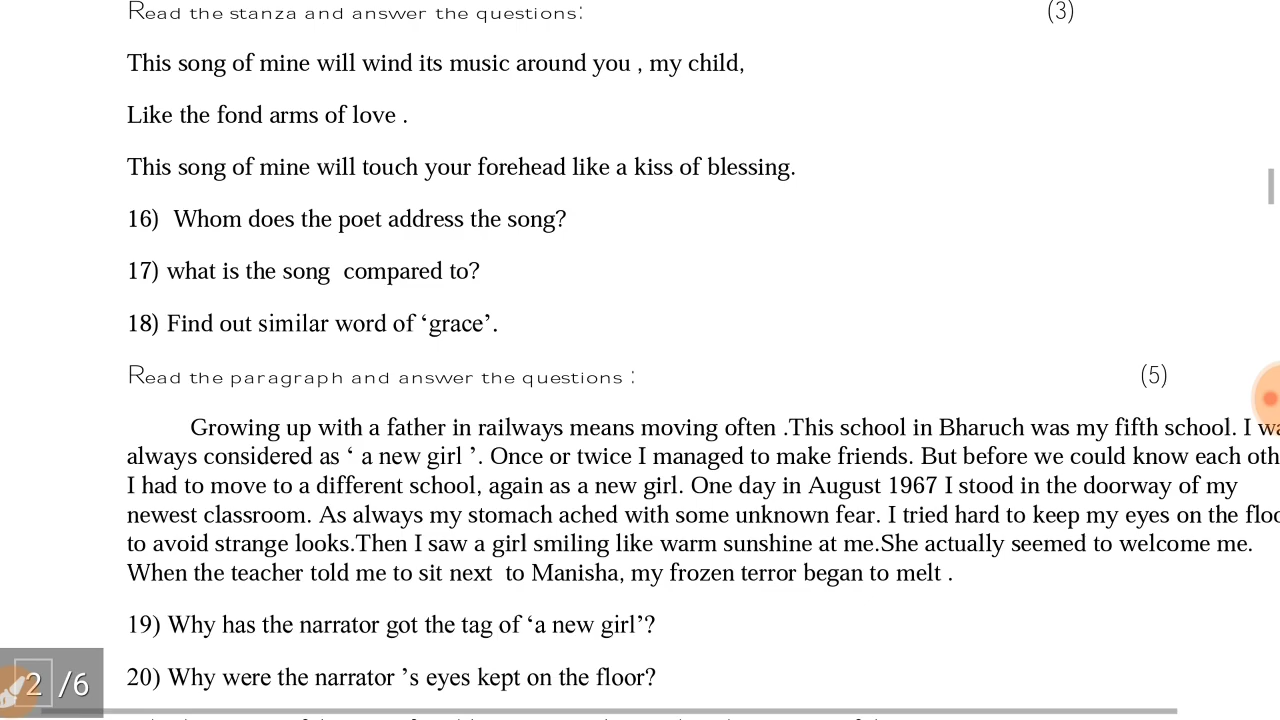 Read the stanza and answer the questions: (3)
This song of mine will wind its music around you , my child,
Like the fond arms of love .
This song of mine will touch your forehead like a kiss of blessing.
16) Whom does the poet address the song?
17) what is the song compared to?
18) Find out similar word of ‘grace’.
Read the paragraph and answer the questions : (5)
Growing up with a father in railways means moving often .This school in Bharuch was my fifth school. I
always considered as ‘ a new girl ’. Once or twice I managed to make friends. But before we could know each
I had to move to a different school, again as a new girl. One day in August 1967 I stood in the doorway of my
newest classroom. As always my stomach ached with some unknown fear. I tried hard to keep my eyes on the
to avoid strange looks.Then I saw a girl smiling like warm sunshine at me.She actually seemed to welcome me.
When the teacher told me to sit next to Manisha, my frozen terror began to melt .
19) Why has the narrator got the tag of ‘a new girl’?
20) Why were the narrator ’s eyes kept on the floor?
2 /6